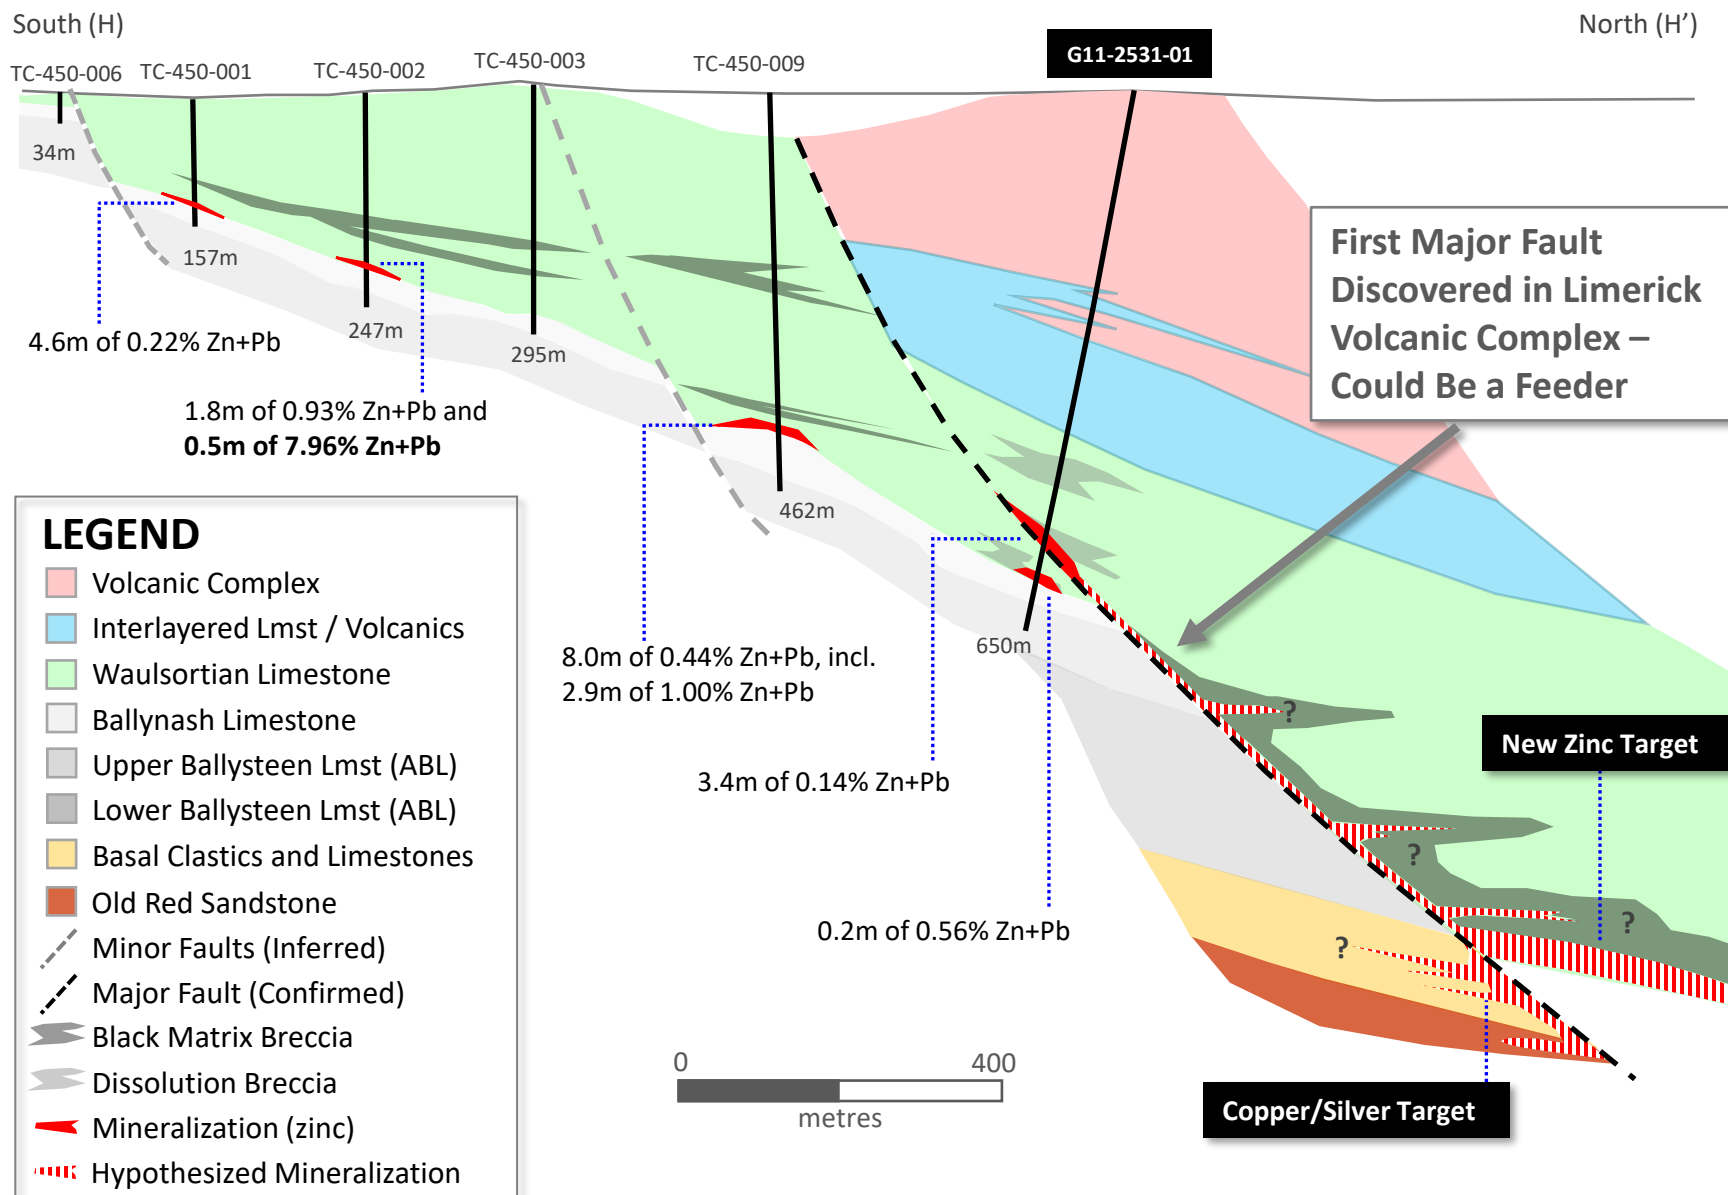 South (H)
North (H’)
TC-450-006
TC-450-001
TC-450-002
TC-450-003
TC-450-009
G11-2531-01
34m
157m
247m
295m
462m
650m
4.6m of 0.22% Zn+Pb
1.8m of 0.93% Zn+Pb and
0.5m of 7.96% Zn+Pb
8.0m of 0.44% Zn+Pb, incl.
2.9m of 1.00% Zn+Pb
3.4m of 0.14% Zn+Pb
0.2m of 0.56% Zn+Pb
First Major Fault
Discovered in Limerick
Volcanic Complex –
Could Be a Feeder
?
?
?
?
New Zinc Target
Copper/Silver Target
LEGEND
Volcanic Complex
Interlayered Lmst / Volcanics
Waulsortian Limestone
Ballynash Limestone
Upper Ballysteen Lmst (ABL)
Lower Ballysteen Lmst (ABL)
Basal Clastics and Limestones
Old Red Sandstone
Minor Faults (Inferred)
Major Fault (Confirmed)
Black Matrix Breccia
Dissolution Breccia
Mineralization (zinc)
Hypothesized Mineralization
0 400
metres